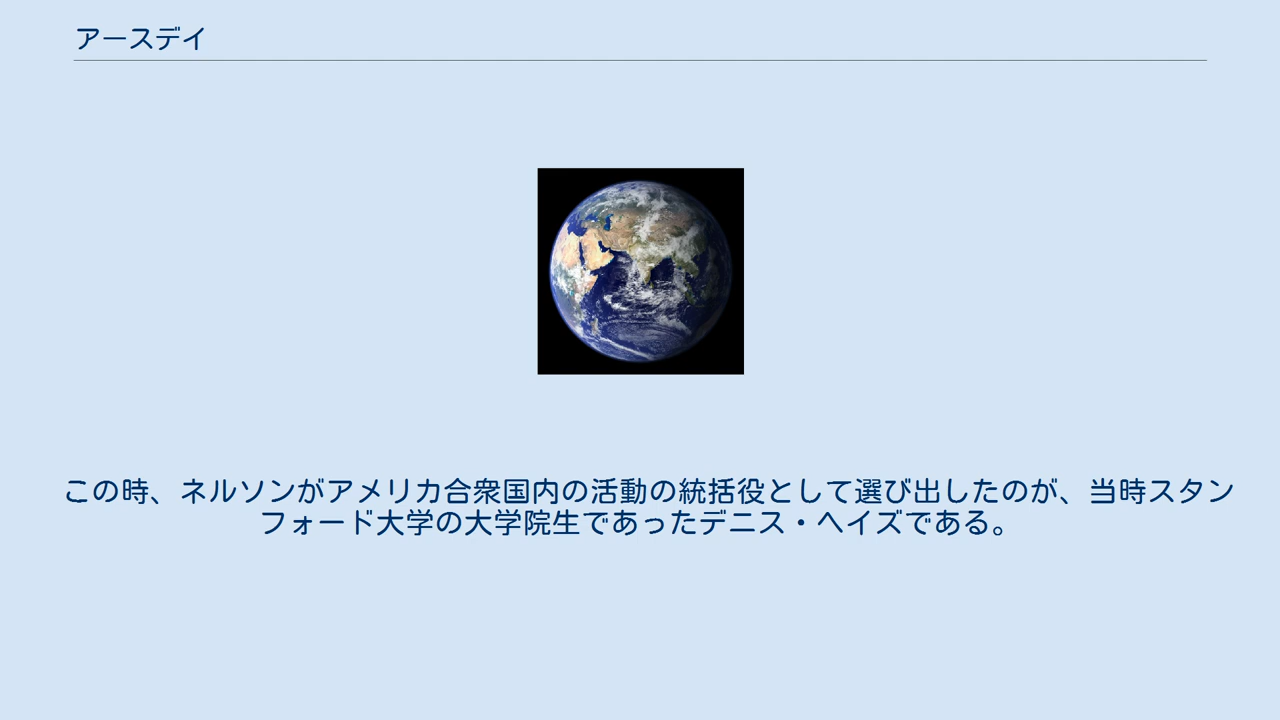 アースデイ
この時、ネルソンがアメリカ合衆国内の活動の統括役として選び出したのが、当時スタン
フォード大学の大学院生であったデニス・ヘイズである。